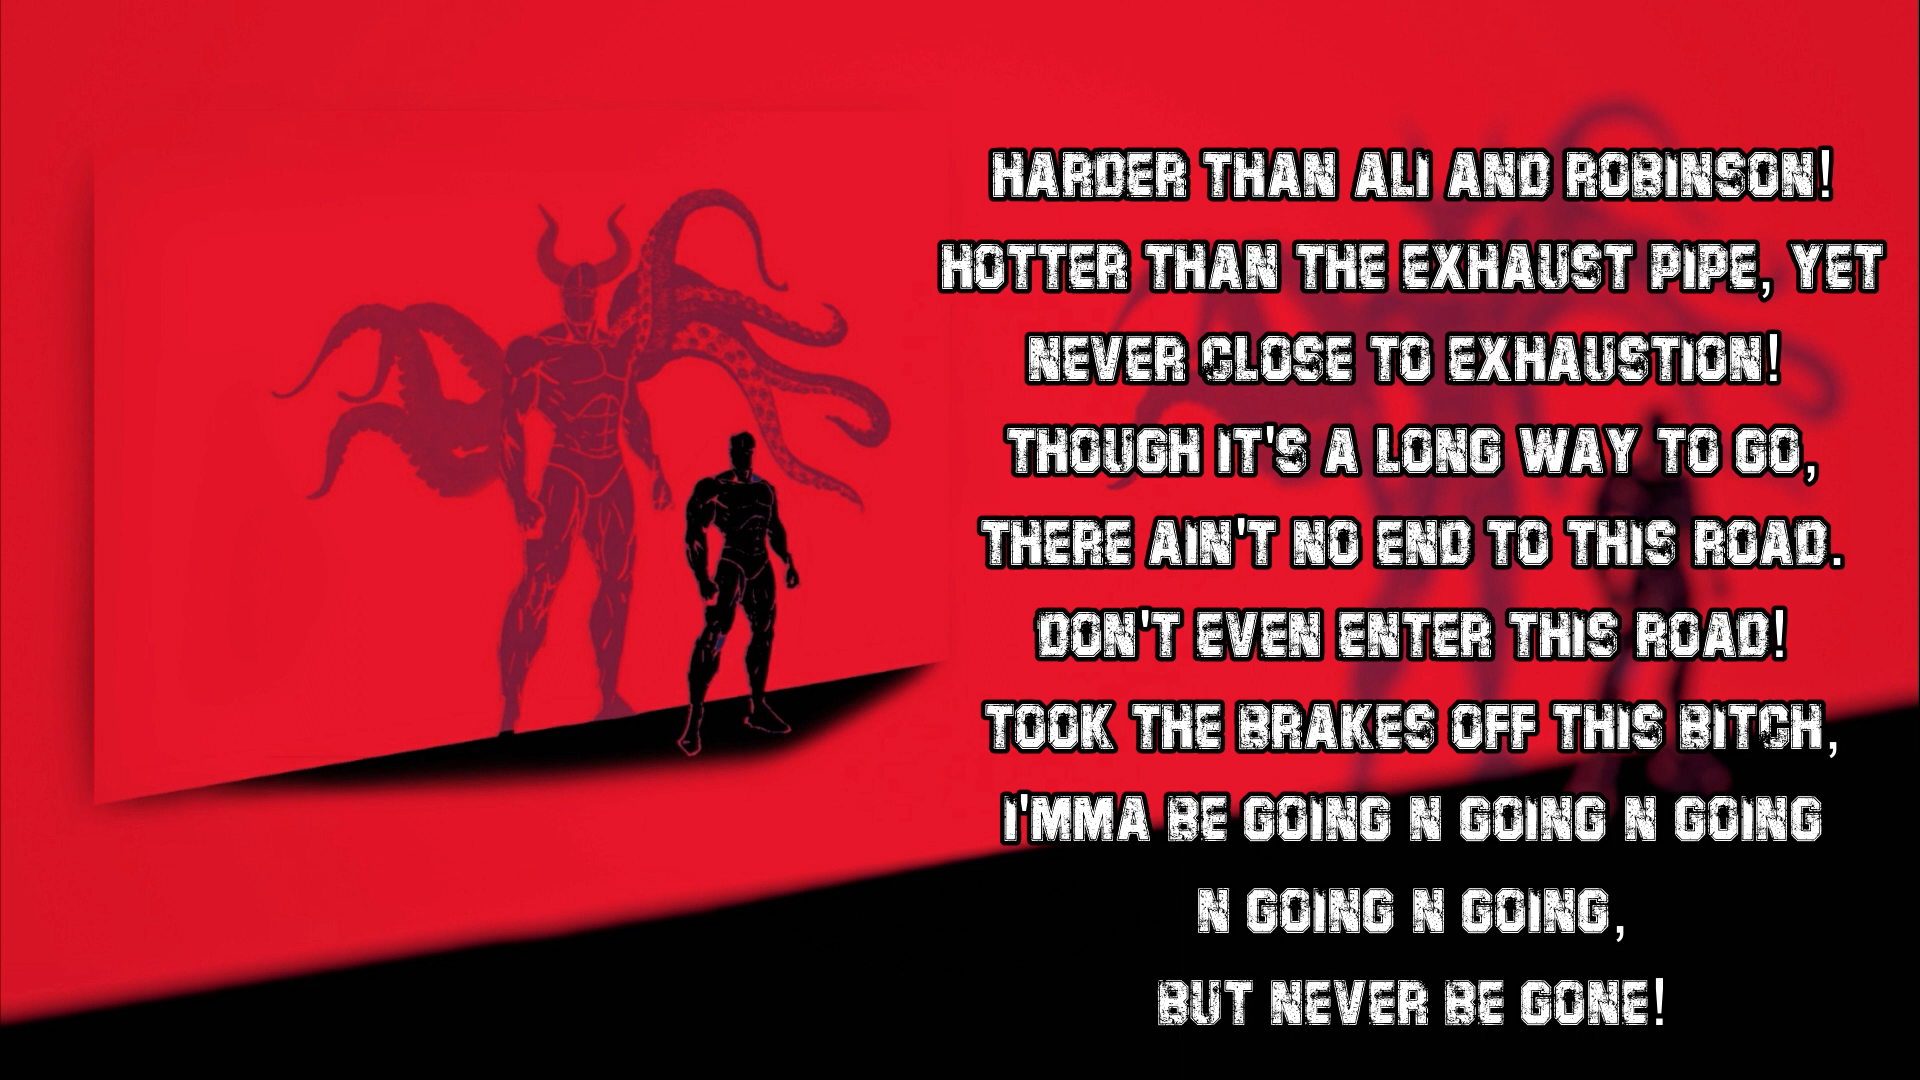 HARDER THAN ALI AND ROBINSON!
HOTTER THAN THE EXHAUST PIPE, YET
NEVER CLOSE TO EXHAUSTION!
THOUGH IT'S A LONG WAY TO GO,
THERE AIN'T NO END TO THIS ROAD.
DON'T EVEN ENTER THIS ROAD!
TOOK THE BRAKES OFF THIS BITCH,
I'MMA BE GOING N GOING N GOING
N GOING N GOING,
BUT NEVER BE GONE!